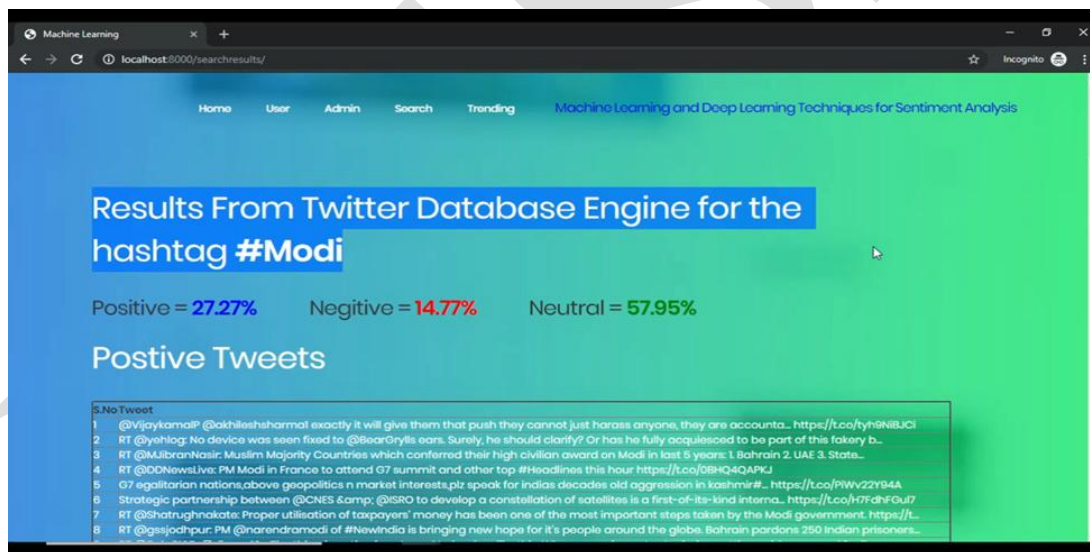 Machine Learning
localhost:8000/searchresults/
Incognito
Home User Admin Search Trending Machine Learning and Deep Learning Techniques for Sentiment Analysis
Results From Twitter Database Engine for the
hashtag #Modi
Positive = 27.27% Negitive = 14.77% Neutral = 57.95%
Postive Tweets
S.No Tweet
1 @VijaykamalP @akhileshsharma1 exactly it will give them that push they cannot just harass anyone, they are accounta... https://t.co/tyh9NiBJCi
2 RT @yehlog: No device was seen fixed to @BearGrylls ears. Surely, he should clarify? Or has he fully acquiesced to be part of this fakery b...
3 RT @MJibranNasir: Muslim Majority Countries which conferred their high civilian award on Modi in last 5 years: 1. Bahrain 2. UAE 3. State...
4 RT @DDNewsLive: PM Modi in France to attend G7 summit and other top #Headlines this hour https://t.co/0BHQ4QAPKJ
5 G7 egalitarian nations,above geopolitics n market interests,plz speak for indias decades old aggression in kashmir#... https://t.co/PiWv22Y94A
6 Strategic partnership between @CNES &amp; @ISRO to develop a constellation of satellites is a first-of-its-kind interna... https://t.co/H7FdhFGul7
7 RT @Shatrughnakate: Proper utilisation of taxpayers' money has been one of the most important steps taken by the Modi government. https://t...
8 RT @gssjodhpur: PM @narendramodi of #NewIndia is bringing new hope for it's people around the globe. Bahrain pardons 250 Indian prisoners...